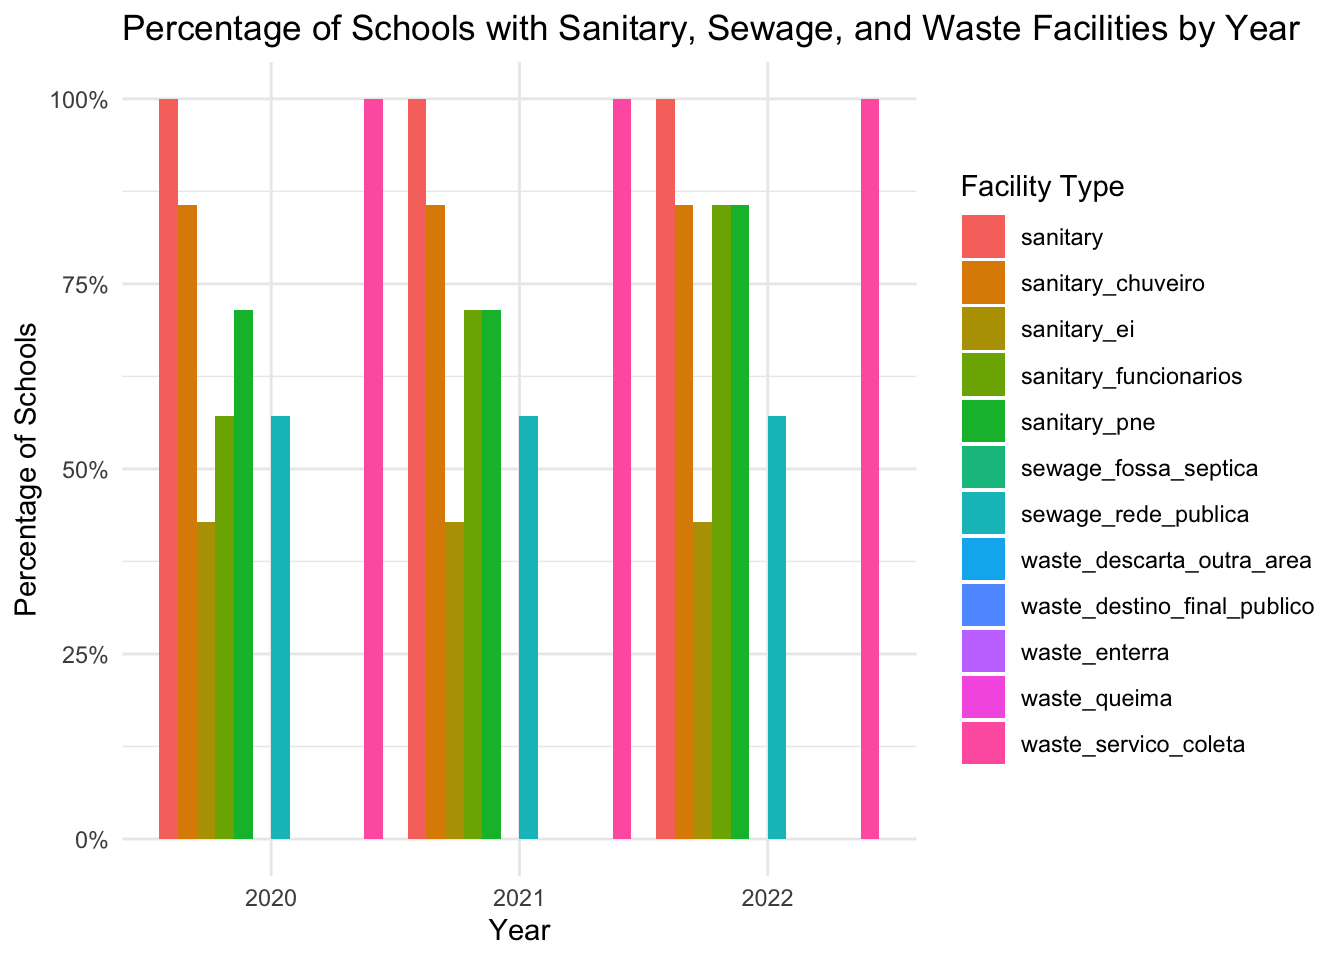 Percentage of Schools with Sanitary, Sewage, and Waste Facilities by Year
100%
75%
50%
25%
0%
Percentage of Schools
2020 2021 2022
Year
Facility Type
sanitary
sanitary_chuveiro
sanitary_ei
sanitary_funcionarios
sanitary_pne
sewage_fossa_septica
sewage_rede_publica
waste_descarta_outra_area
waste_destino_final_publico
waste_enterra
waste_queima
waste_servico_coleta